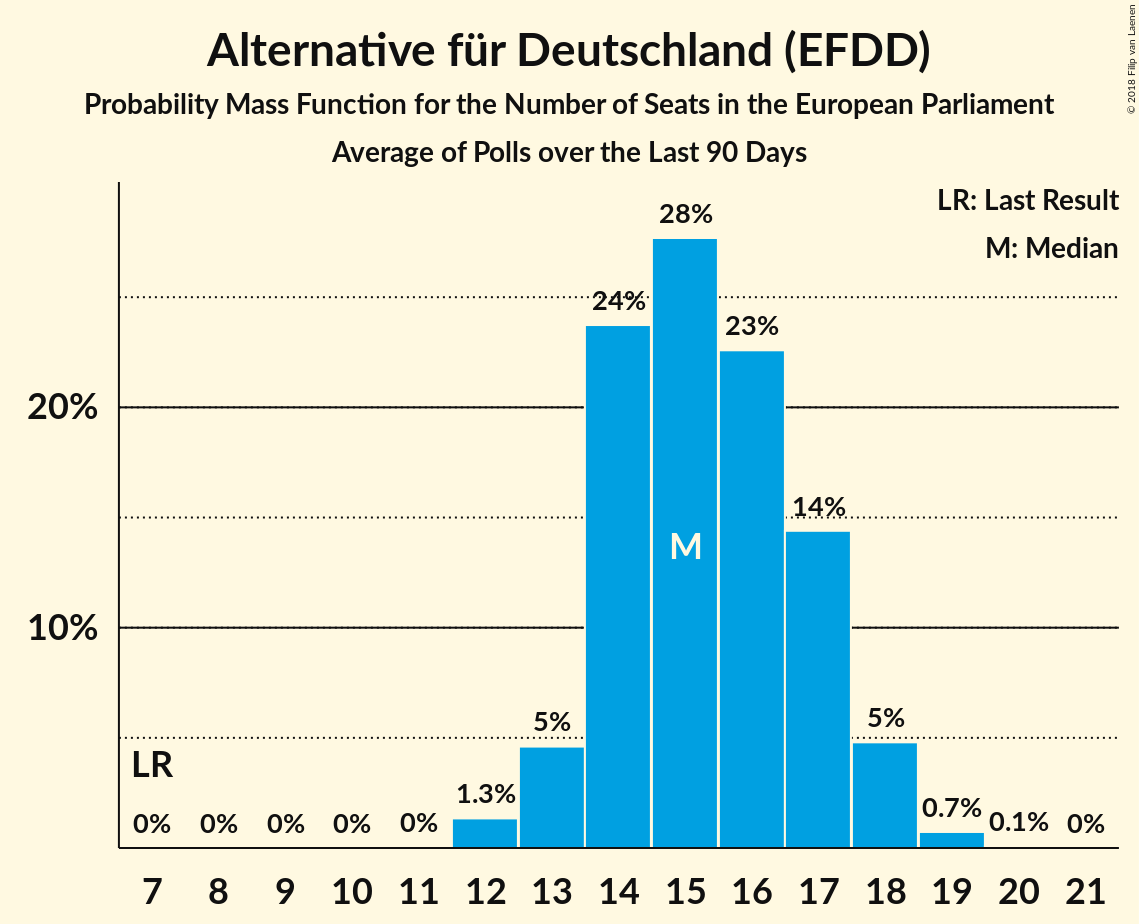 Alternative für Deutschland (EFDD)
Probability Mass Function for the Number of Seats in the European Parliament
Average of Polls over the Last 90 Days
© 2018 Filip van Laenen
LR: Last Result
M: Median
28%
24%
23%
20%
14%
M
10%
5%
5%
LR
1.3%
0.7%
0%
0%
0%
0%
0%
0.1%
0%
7 8 9 10 11 12 13 14 15 16 17 18 19 20 21